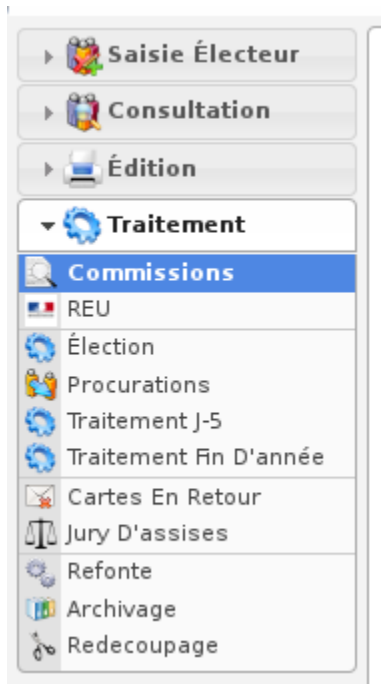 Saisie Électeur
Consultation
Édition
Traitement
Commissions
REU
Élection
Procurations
Traitement J-5
Traitement Fin D'année
Cartes En Retour
Jury D'assises
Refonte
Archivage
Redecoupage